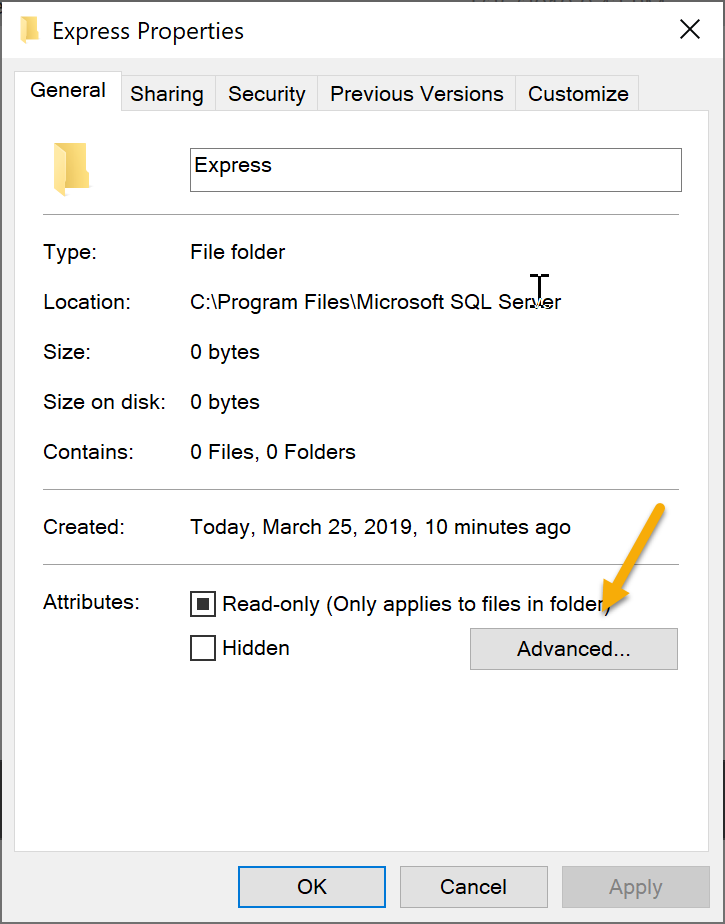 Express Properties
General Sharing Security Previous Versions Customize
Express
Type: File folder
Location: C:\Program Files\Microsoft SQL Server
Size: 0 bytes
Size on disk: 0 bytes
Contains: 0 Files, 0 Folders
Created: Today, March 25, 2019, 10 minutes ago
Attributes: Read-only (Only applies to files in folder)
Hidden Advanced...
OK Cancel Apply